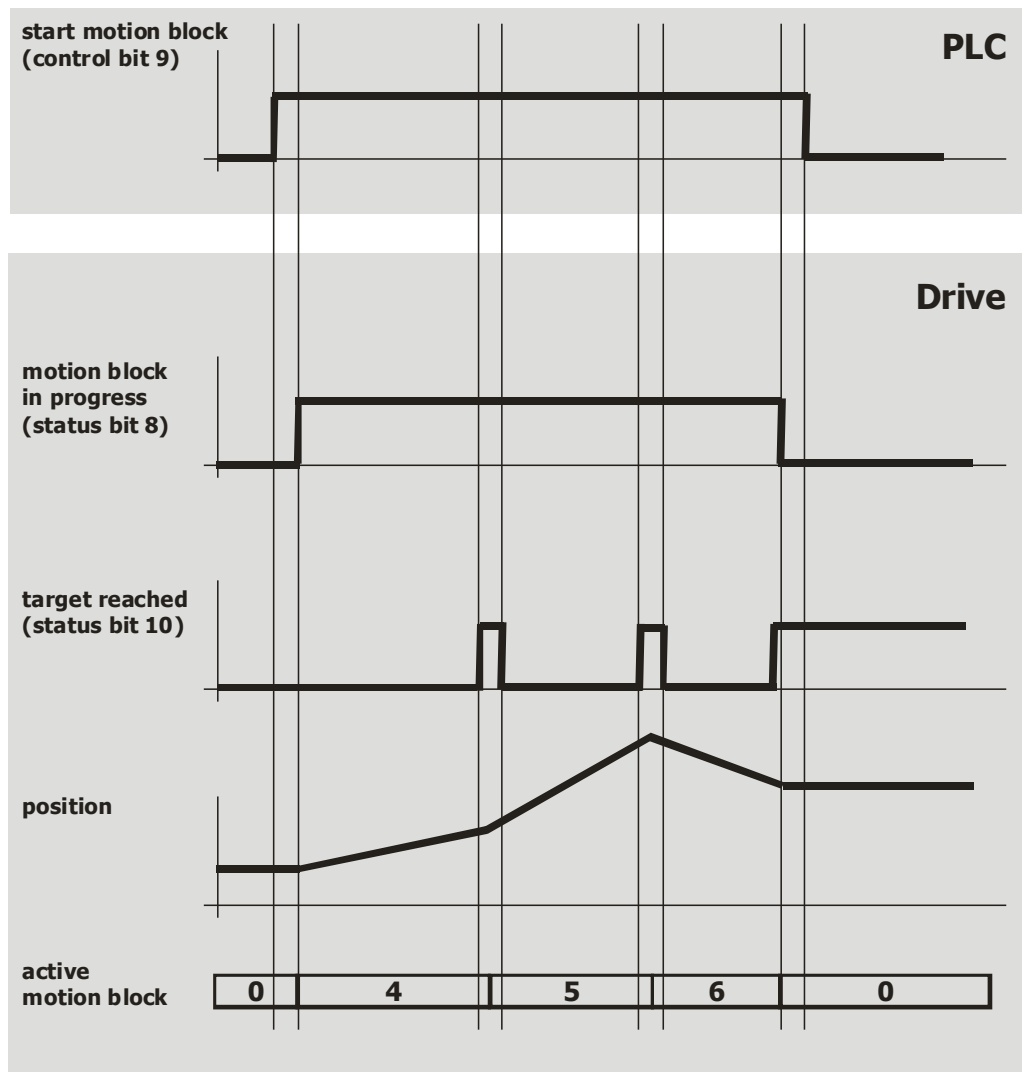 start motion block
(control bit 9)
PLC
Drive
motion block
in progress
(status bit 8)
target reached
(status bit 10)
position
active
motion block
0 4 5 6 0